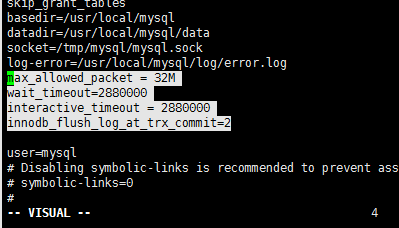 skip_grant_tables
basedir=/usr/local/mysql
datadir=/usr/local/mysql/data
socket=/tmp/mysql/mysql.sock
log-error=/usr/local/mysql/log/error.log
max_allowed_packet = 32M
wait_timeout=2880000
interactive_timeout = 2880000
innodb_flush_log_at_trx_commit=2
user=mysql
# Disabling symbolic-links is recommended to prevent ass
# symbolic-links=0
#
-- VISUAL -- 4